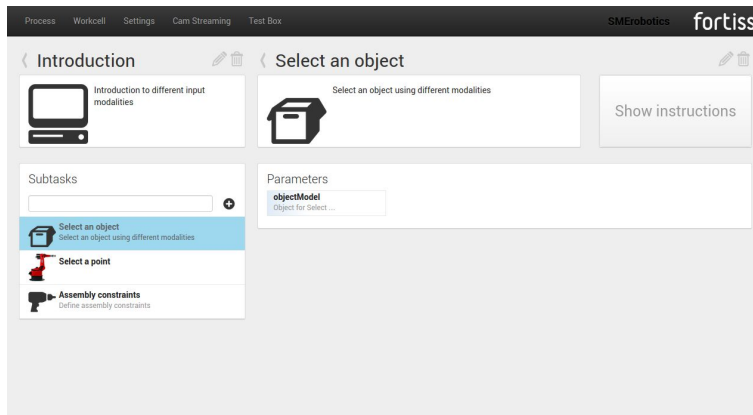 Process Workcell Settings Cam Streaming Test Box SMErobotics fortiss
Introduction
Introduction to different input
modalities
Subtasks
Select an object
Select an object using different modalities
Select a point
Assembly constraints
Define assembly constraints
Select an object
Select an object using different modalities
Show instructions
Parameters
objectModel
Object for Select ...